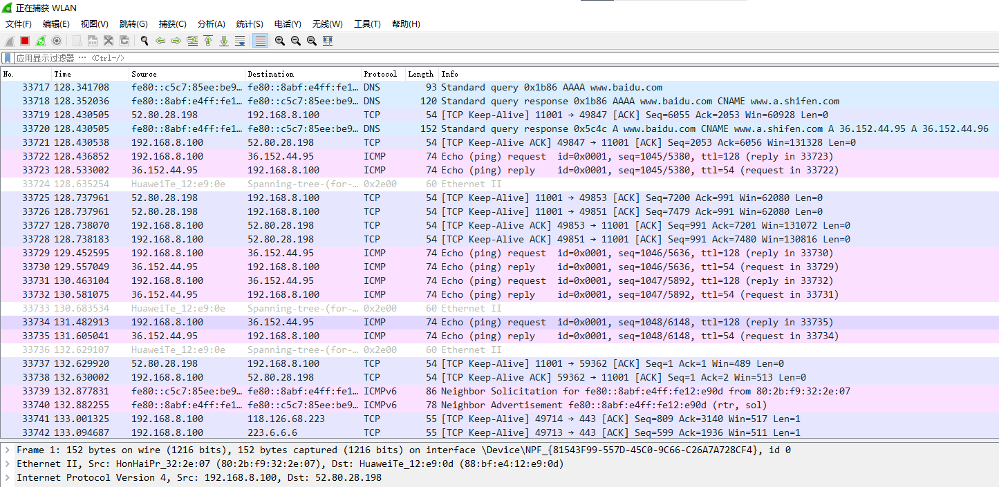 正在捕获 WLAN
文件(F) 编辑(E) 视图(V) 跳转(G) 捕获(C) 分析(A) 统计(S) 电话(Y) 无线(W) 工具(T) 帮助(H)
应用显示过滤器 … <Ctrl-/>
No. Time Source Destination Protocol Length Info
33717 128.341708 fe80::c5c7:85ee:be9… fe80::8abf:e4ff:fe1… DNS 93 Standard query 0x1b86 AAAA www.baidu.com
33718 128.352036 fe80::8abf:e4ff:fe1… fe80::c5c7:85ee:be9… DNS 120 Standard query response 0x1b86 AAAA www.baidu.com CNAME www.a.shifen.com
33719 128.430505 52.80.28.198 192.168.8.100 TCP 54 [TCP Keep-Alive] 11001 → 49847 [ACK] Seq=6055 Ack=2053 Win=60928 Len=0
33720 128.430505 fe80::8abf:e4ff:fe1… fe80::c5c7:85ee:be9… DNS 152 Standard query response 0x5c4c A www.baidu.com CNAME www.a.shifen.com A 36.152.44.95 A 36.152.44.96
33721 128.430538 192.168.8.100 52.80.28.198 TCP 54 [TCP Keep-Alive ACK] 49847 → 11001 [ACK] Seq=2053 Ack=6056 Win=131328 Len=0
33722 128.436852 192.168.8.100 36.152.44.95 ICMP 74 Echo (ping) request id=0x0001, seq=1045/5380, ttl=128 (reply in 33723)
33723 128.533002 36.152.44.95 192.168.8.100 ICMP 74 Echo (ping) reply id=0x0001, seq=1045/5380, ttl=54 (request in 33722)
33724 128.635254 HuaweiTe_12:e9:0e Spanning-tree-(for-… 0x2e00 60 Ethernet II
33725 128.737961 52.80.28.198 192.168.8.100 TCP 54 [TCP Keep-Alive] 11001 → 49853 [ACK] Seq=7200 Ack=991 Win=62080 Len=0
33726 128.737961 52.80.28.198 192.168.8.100 TCP 54 [TCP Keep-Alive] 11001 → 49851 [ACK] Seq=7479 Ack=991 Win=62080 Len=0
33727 128.738070 192.168.8.100 52.80.28.198 TCP 54 [TCP Keep-Alive ACK] 49853 → 11001 [ACK] Seq=991 Ack=7201 Win=131072 Len=0
33728 128.738183 192.168.8.100 52.80.28.198 TCP 54 [TCP Keep-Alive ACK] 49851 → 11001 [ACK] Seq=991 Ack=7480 Win=130816 Len=0
33729 129.452595 192.168.8.100 36.152.44.95 ICMP 74 Echo (ping) request id=0x0001, seq=1046/5636, ttl=128 (reply in 33730)
33730 129.557049 36.152.44.95 192.168.8.100 ICMP 74 Echo (ping) reply id=0x0001, seq=1046/5636, ttl=54 (request in 33729)
33731 130.463104 192.168.8.100 36.152.44.95 ICMP 74 Echo (ping) request id=0x0001, seq=1047/5892, ttl=128 (reply in 33732)
33732 130.581075 36.152.44.95 192.168.8.100 ICMP 74 Echo (ping) reply id=0x0001, seq=1047/5892, ttl=54 (request in 33731)
33733 130.683534 HuaweiTe_12:e9:0e Spanning-tree-(for-… 0x2e00 60 Ethernet II
33734 131.482913 192.168.8.100 36.152.44.95 ICMP 74 Echo (ping) request id=0x0001, seq=1048/6148, ttl=128 (reply in 33735)
33735 131.605041 36.152.44.95 192.168.8.100 ICMP 74 Echo (ping) reply id=0x0001, seq=1048/6148, ttl=54 (request in 33734)
33736 132.629107 HuaweiTe_12:e9:0e Spanning-tree-(for-… 0x2e00 60 Ethernet II
33737 132.629920 52.80.28.198 192.168.8.100 TCP 54 [TCP Keep-Alive] 11001 → 59362 [ACK] Seq=1 Ack=1 Win=489 Len=0
33738 132.630002 192.168.8.100 52.80.28.198 TCP 54 [TCP Keep-Alive ACK] 59362 → 11001 [ACK] Seq=1 Ack=2 Win=513 Len=0
33739 132.877831 fe80::c5c7:85ee:be9… fe80::8abf:e4ff:fe1… ICMPv6 86 Neighbor Solicitation for fe80::8abf:e4ff:fe12:e90d from 80:2b:f9:32:2e:07
33740 132.882255 fe80::8abf:e4ff:fe1… fe80::c5c7:85ee:be9… ICMPv6 78 Neighbor Advertisement fe80::8abf:e4ff:fe12:e90d (rtr, sol)
33741 133.001325 192.168.8.100 118.126.68.223 TCP 55 [TCP Keep-Alive] 49714 → 443 [ACK] Seq=809 Ack=3140 Win=517 Len=1
33742 133.094687 192.168.8.100 223.6.6.6 TCP 55 [TCP Keep-Alive] 49713 → 443 [ACK] Seq=599 Ack=1936 Win=511 Len=1
Frame 1: 152 bytes on wire (1216 bits), 152 bytes captured (1216 bits) on interface \Device\NPF_{81543F99-557D-45C0-9C66-C26A7A728CF4}, id 0
Ethernet II, Src: HonHaiPr_32:2e:07 (80:2b:f9:32:2e:07), Dst: HuaweiTe_12:e9:0d (88:bf:e4:12:e9:0d)
Internet Protocol Version 4, Src: 192.168.8.100, Dst: 52.80.28.198